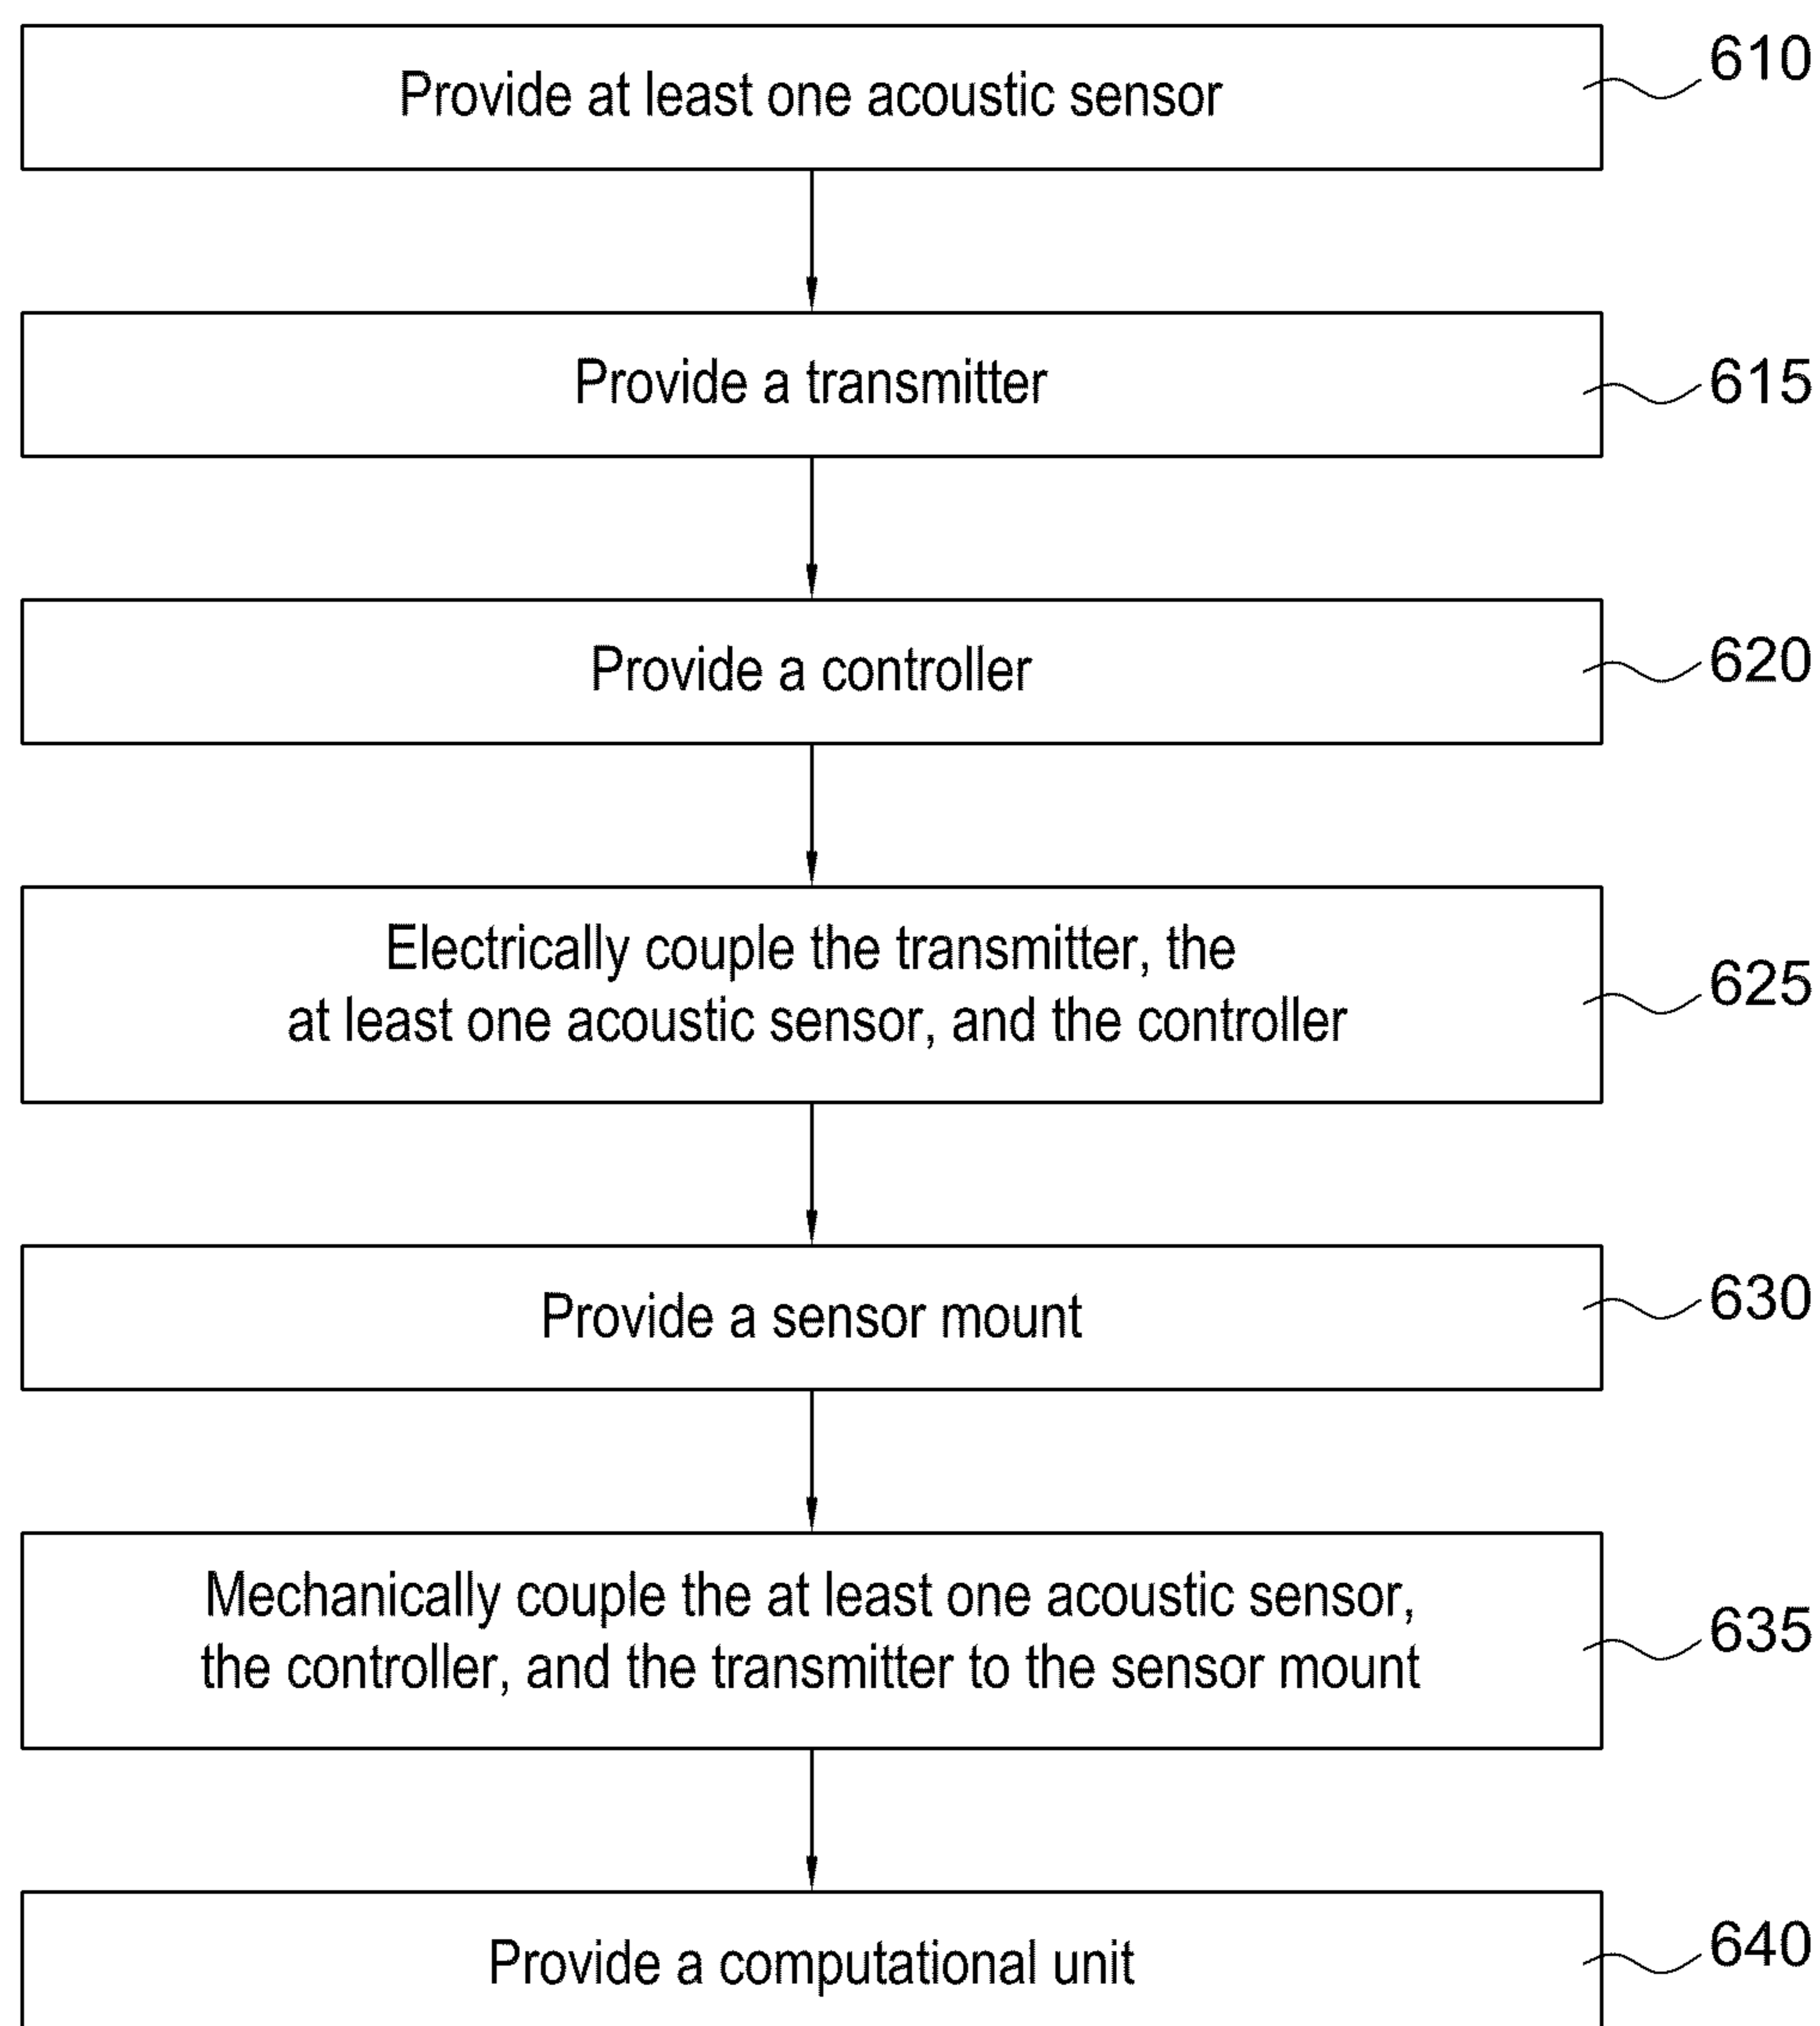 Provide at least one acoustic sensor
610
Provide a transmitter
615
Provide a controller
620
Electrically couple the transmitter, the
at least one acoustic sensor, and the controller
625
Provide a sensor mount
630
Mechanically couple the at least one acoustic sensor,
the controller, and the transmitter to the sensor mount
635
Provide a computational unit
640